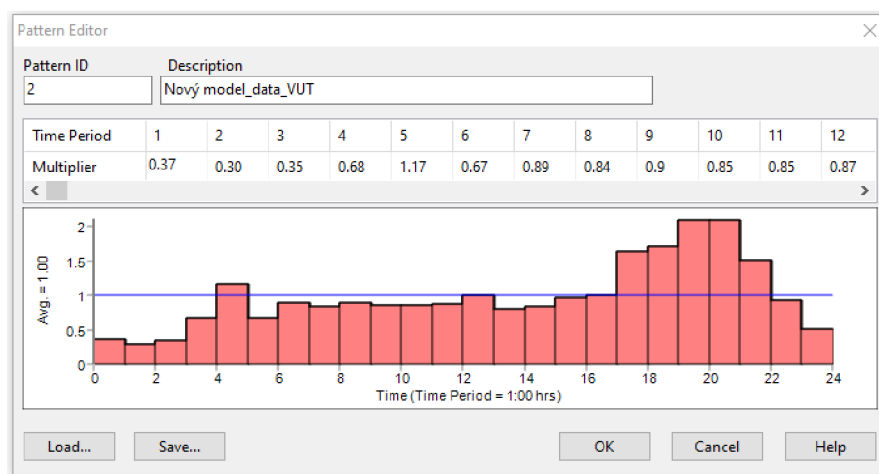 Pattern Editor
Pattern ID Description
2 Nový model_data_VUT
Time Period 1 2 3 4 5 6 7 8 9 10 11 12
Multiplier 0.37 0.30 0.35 0.68 1.17 0.67 0.89 0.84 0.9 0.85 0.85 0.87
2
1.5
1
0.5
0
Avg. = 1.00
0 2 4 6 8 10 12 14 16 18 20 22 24
Time (Time Period = 1:00 hrs)
Load... Save... OK Cancel Help